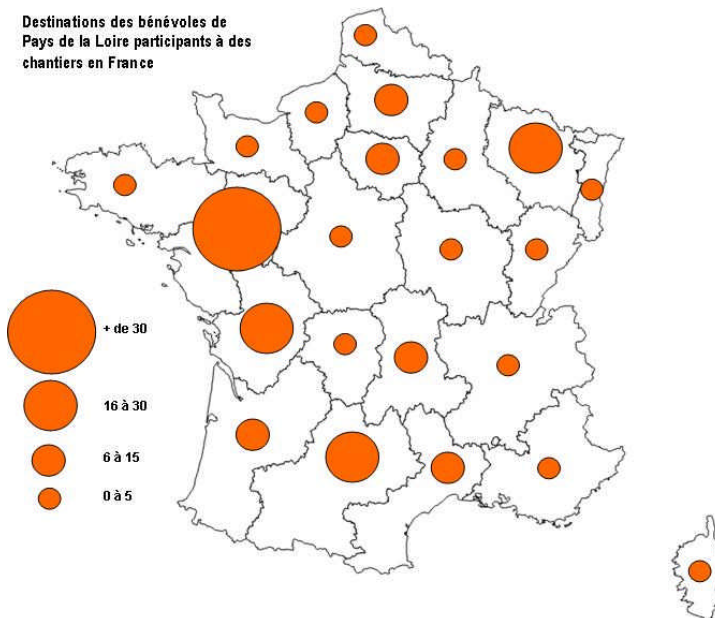 Destinations des bénévoles de
Pays de la Loire participants à des
chantiers en France
+ de 30
16 à 30
6 à 15
0 à 5